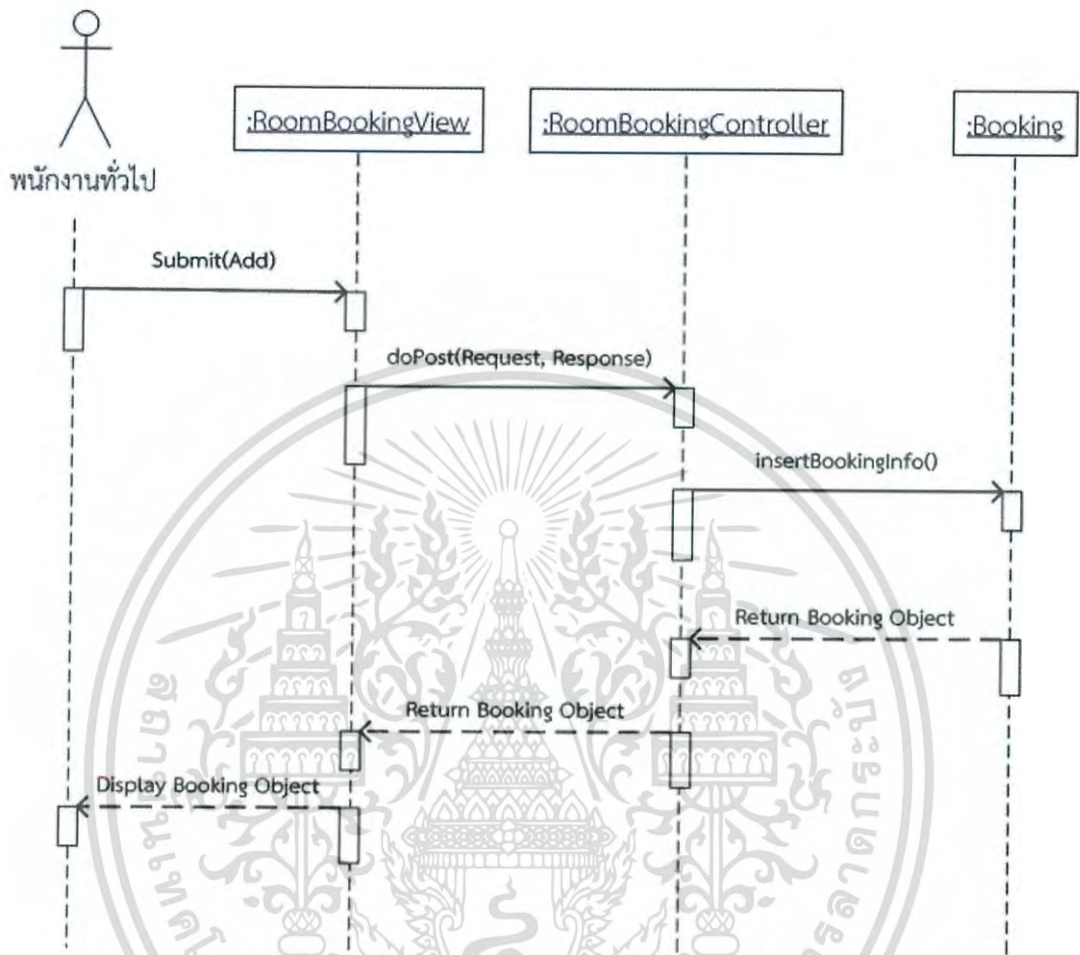 :RoomBookingView
:RoomBookingController
:Booking
พนักงานทั่วไป
Submit(Add)
doPost(Request, Response)
insertBookingInfo()
Return Booking Object
Return Booking Object
Display Booking Object